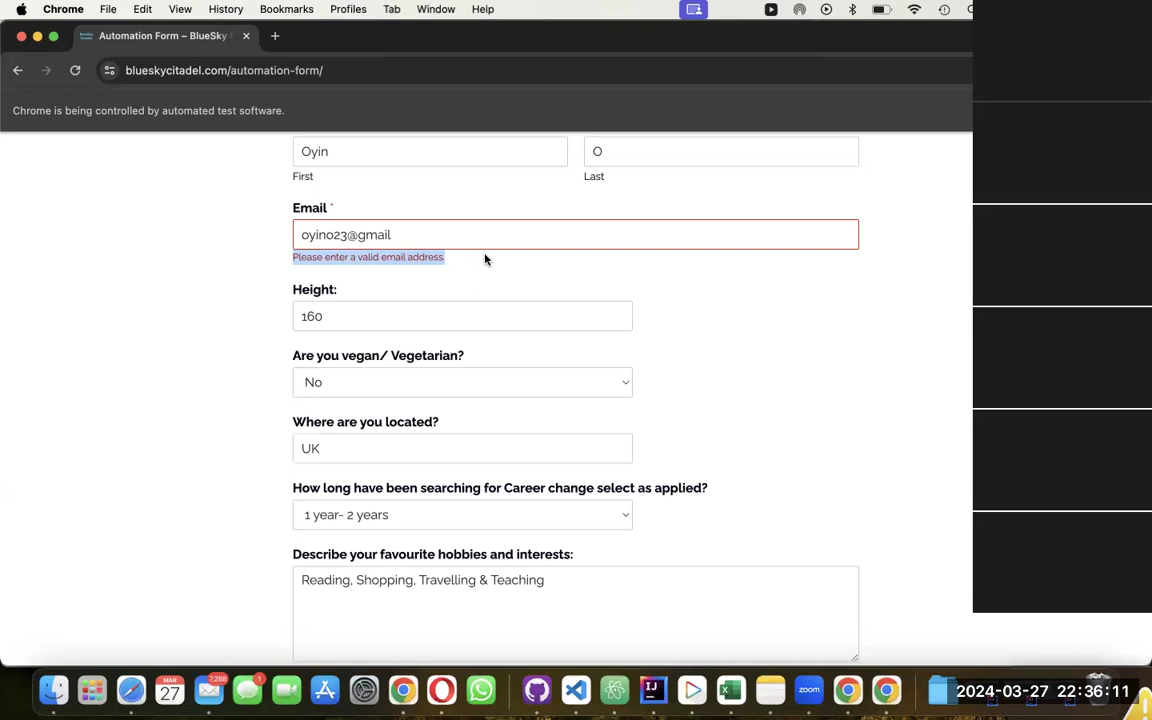 Chrome File Edit View History Bookmarks Profiles Tab Window Help
Automation Form – BlueSky
blueskycitadel.com/automation-form/
Chrome is being controlled by automated test software.
Oyin O
First Last
Email *
oyino23@gmail
Please enter a valid email address.
Height:
160
Are you vegan/ Vegetarian?
No
Where are you located?
UK
How long have been searching for Career change select as applied?
1 year- 2 years
Describe your favourite hobbies and interests:
Reading, Shopping, Travelling & Teaching
MAR
27
7,288
1
zoom
2024-03-27 22:36:11